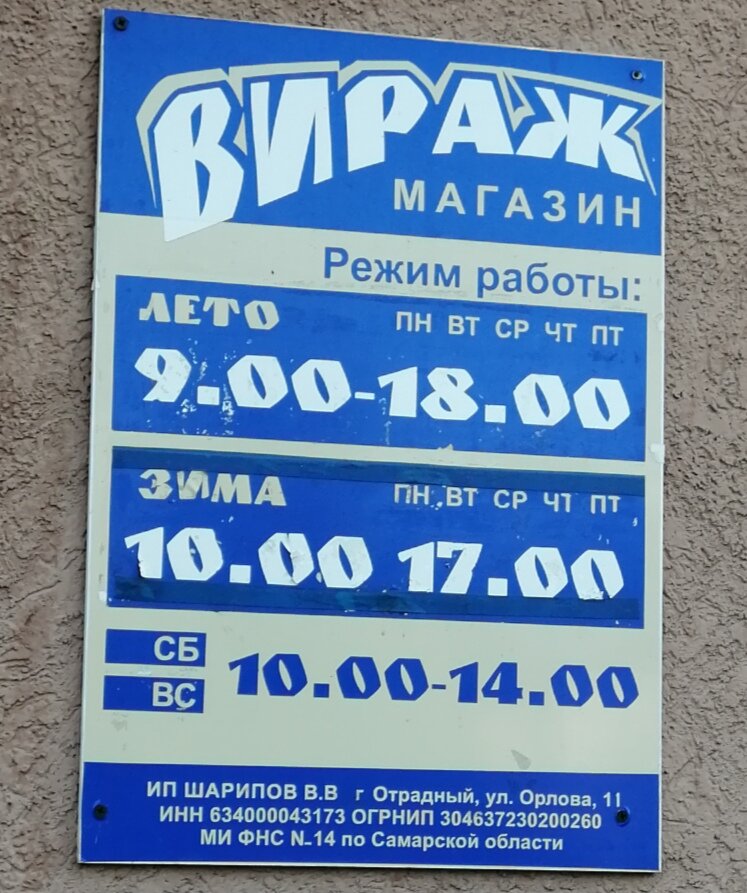 ВИРАЖ
МАГАЗИН
Режим работы:
ЛЕТО ПН ВТ СР ЧТ ПТ
9.00-18.00
ЗИМА ПН ВТ СР ЧТ ПТ
10.00 17.00
СБ
ВС
10.00-14.00
ИП ШАРИПОВ В.В г Отрадный, ул. Орлова, 11
ИНН 634000043173 ОГРНИП 304637230200260
МИ ФНС №14 по Самарской области